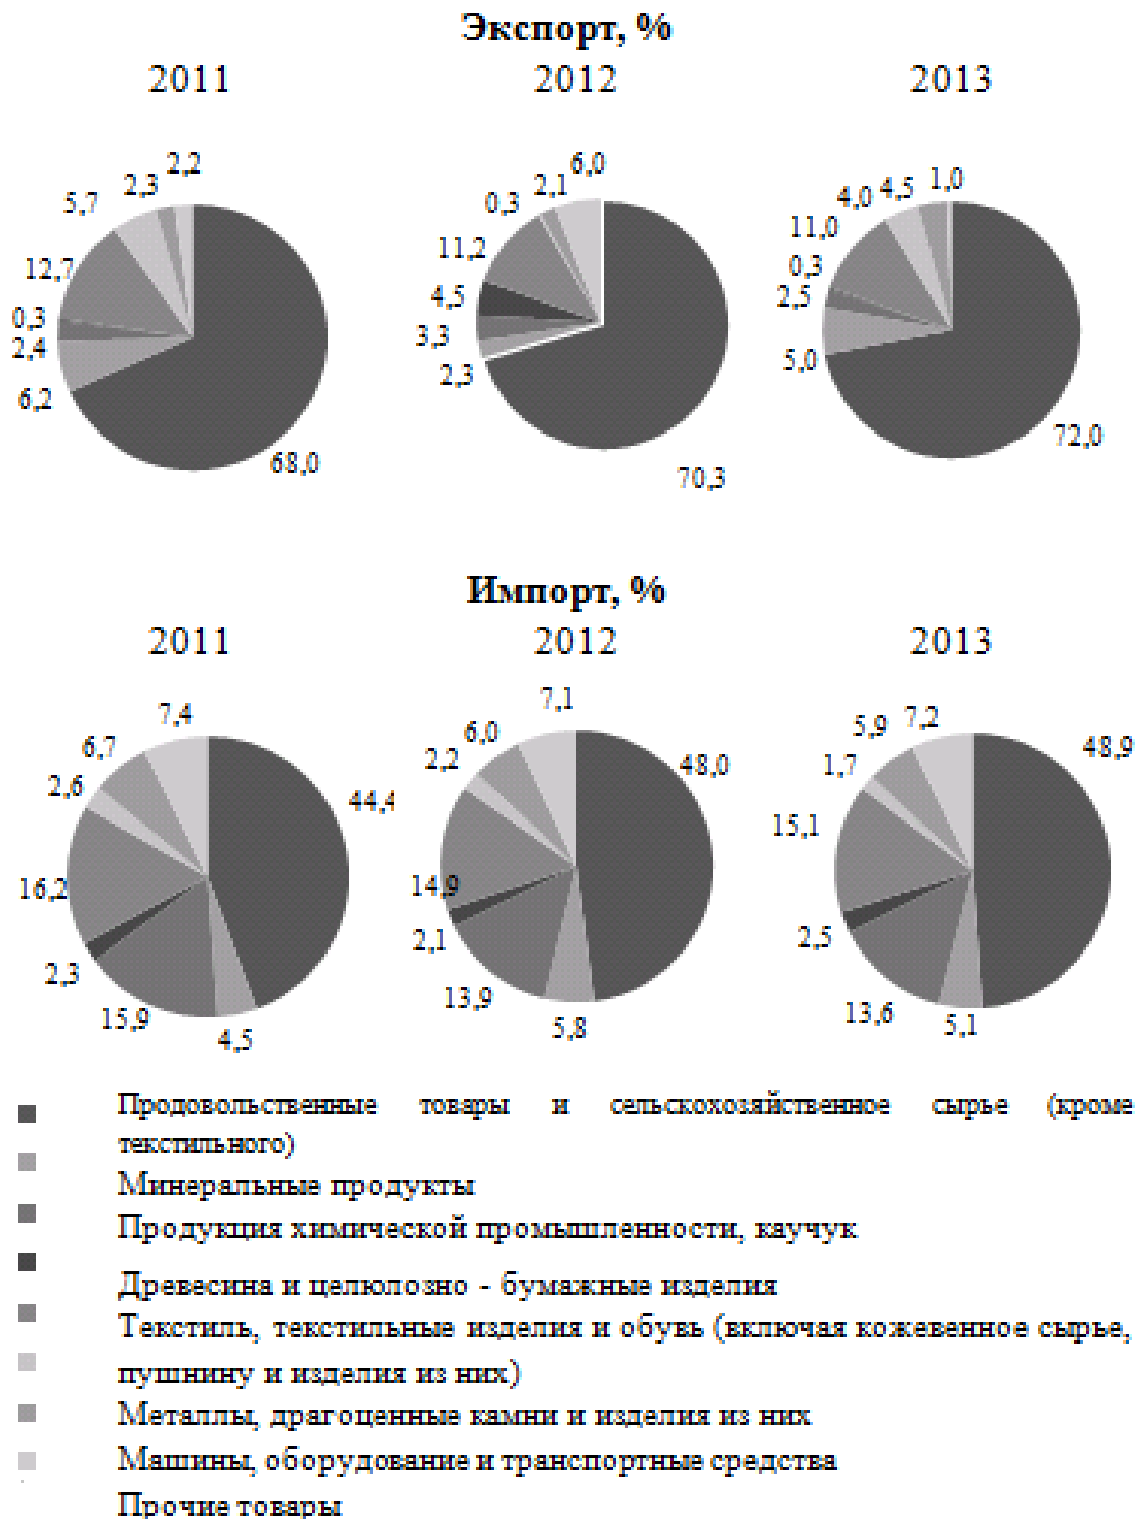 Экспорт, %
2011 2012 2013
2,2 6,0 1,0
2,3 2,1 4,5
5,7 0,3 4,0
12,7 11,2 11,0
0,3 4,5 0,3
2,4 3,3 2,5
6,2 2,3 5,0
68,0 70,3 72,0
Импорт, %
2011 2012 2013
7,4 7,1 7,2
6,7 6,0 5,9
2,6 2,2 1,7
44,4 48,0 48,9
16,2 14,9 15,1
2,3 2,1 2,5
15,9 13,9 13,6
4,5 5,8 5,1
Продовольственные товары и сельскохозяйственное сырье (кроме
текстильного)
Минеральные продукты
Продукция химической промышленности, каучук
Древесина и целюлозно - бумажные изделия
Текстиль, текстильные изделия и обувь (включая кожевенное сырье,
пушнину и изделия из них)
Металлы, драгоценные камни и изделия из них
Машины, оборудование и транспортные средства
Прочие товары